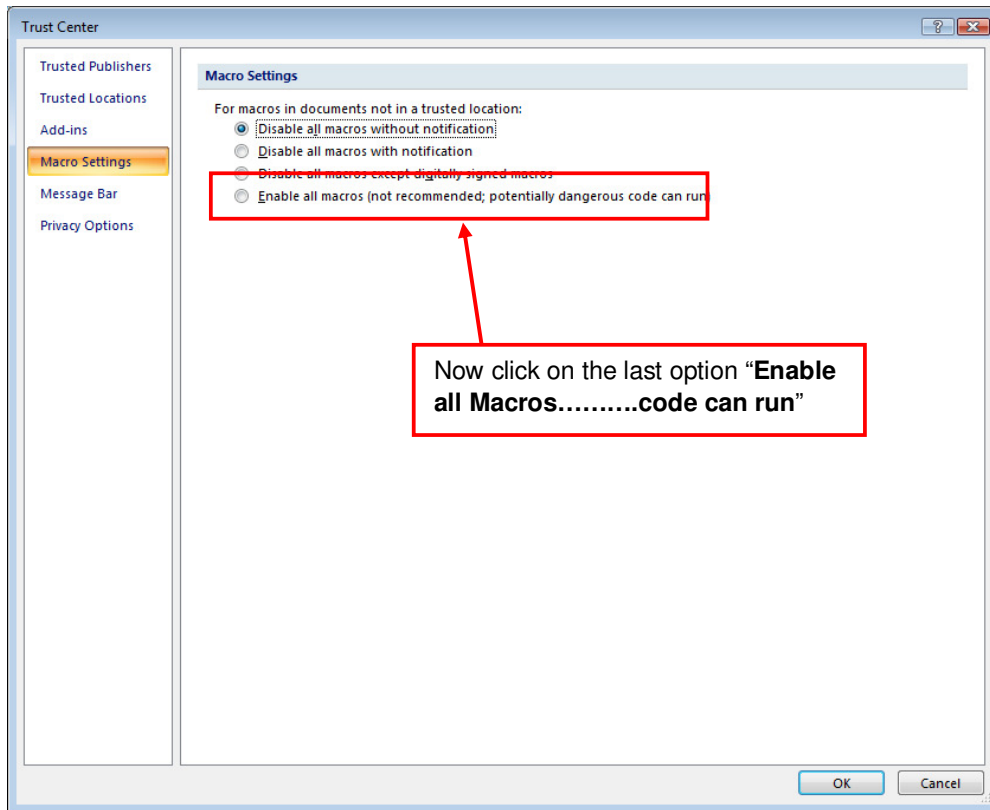 Trust Center
Trusted Publishers
Trusted Locations
Add-ins
Macro Settings
Message Bar
Privacy Options
Macro Settings
For macros in documents not in a trusted location:
Disable all macros without notification
Disable all macros with notification
Disable all macros except digitally signed macros
Enable all macros (not recommended; potentially dangerous code can run
Now click on the last option “Enable
all Macros……….code can run”
OK
Cancel